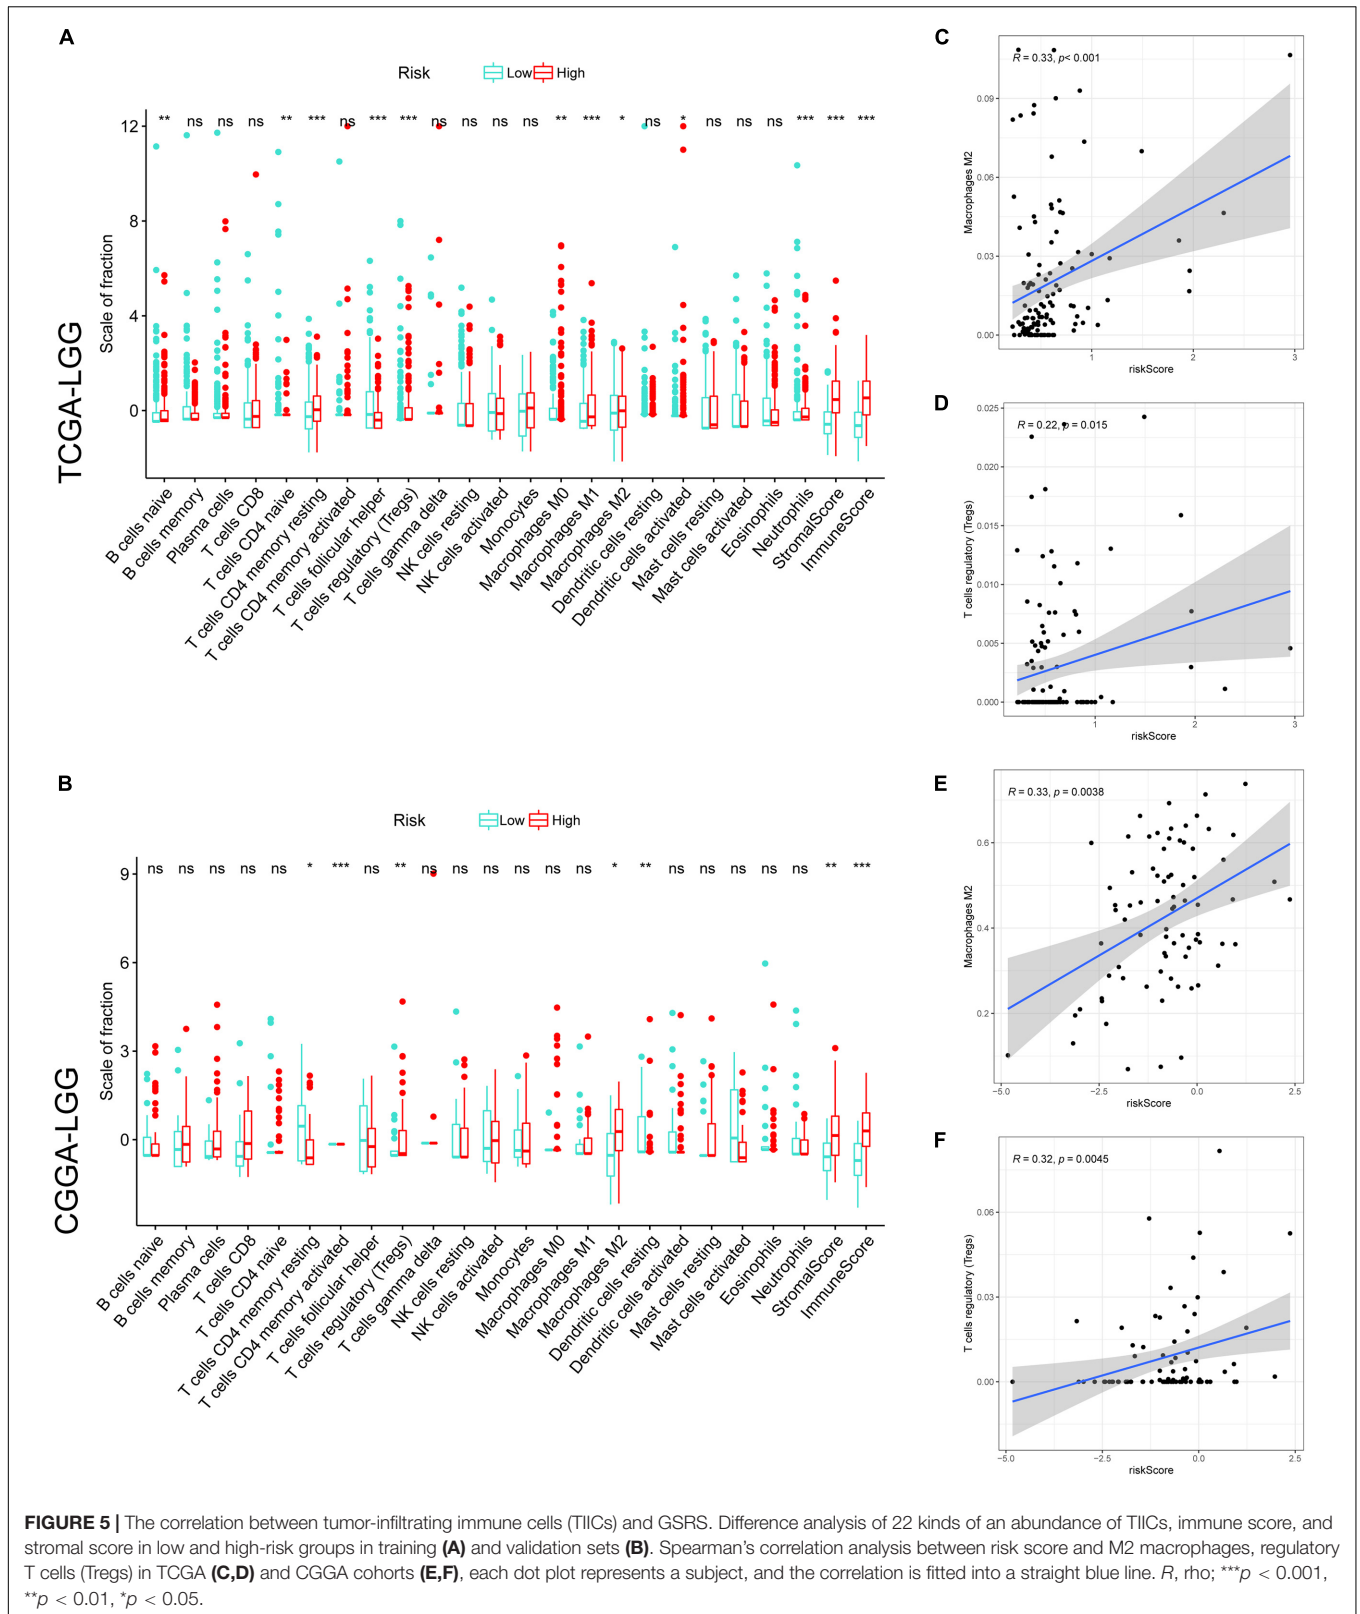 A
Risk Low High
TCGA-LGG
Scale of fraction
12
8
4
0
** ns ns ns ** *** ns *** *** ns ns ns ns ** *** * ns * ns ns ns *** *** ***
B cells naive
B cells memory
Plasma cells
T cells CD8
T cells CD4 naive
T cells CD4 memory resting
T cells CD4 memory activated
T cells follicular helper
T cells regulatory (Tregs)
T cells gamma delta
NK cells resting
NK cells activated
Monocytes
Macrophages M0
Macrophages M1
Macrophages M2
Dendritic cells resting
Dendritic cells activated
Mast cells resting
Mast cells activated
Eosinophils
Neutrophils
StromalScore
ImmuneScore
B
Risk Low High
CGGA-LGG
Scale of fraction
9
6
3
0
ns ns ns ns ns * *** ns ** ns ns ns ns ns ns * ** ns ns ns ns ns ** ***
B cells naive
B cells memory
Plasma cells
T cells CD8
T cells CD4 naive
T cells CD4 memory resting
T cells CD4 memory activated
T cells follicular helper
T cells regulatory (Tregs)
T cells gamma delta
NK cells resting
NK cells activated
Monocytes
Macrophages M0
Macrophages M1
Macrophages M2
Dendritic cells resting
Dendritic cells activated
Mast cells resting
Mast cells activated
Eosinophils
Neutrophils
StromalScore
ImmuneScore
C
R = 0.33, p < 0.001
Macrophages M2
0.09
0.06
0.03
0.00
1 2 3
riskScore
D
R = 0.22, p = 0.015
T cells regulatory (Tregs)
0.025
0.020
0.015
0.010
0.005
0.000
1 2 3
riskScore
E
R = 0.33, p = 0.0038
Macrophages M2
0.6
0.4
0.2
−5.0 −2.5 0.0 2.5
riskScore
F
R = 0.32, p = 0.0045
T cells regulatory (Tregs)
0.06
0.03
0.00
−5.0 −2.5 0.0 2.5
riskScore
FIGURE 5 | The correlation between tumor-infiltrating immune cells (TIICs) and GSRS. Difference analysis of 22 kinds of an abundance of TIICs, immune score, and
stromal score in low and high-risk groups in training (A) and validation sets (B). Spearman's correlation analysis between risk score and M2 macrophages, regulatory
T cells (Tregs) in TCGA (C,D) and CGGA cohorts (E,F), each dot plot represents a subject, and the correlation is fitted into a straight blue line. R, rho; ***p < 0.001,
**p < 0.01, *p < 0.05.